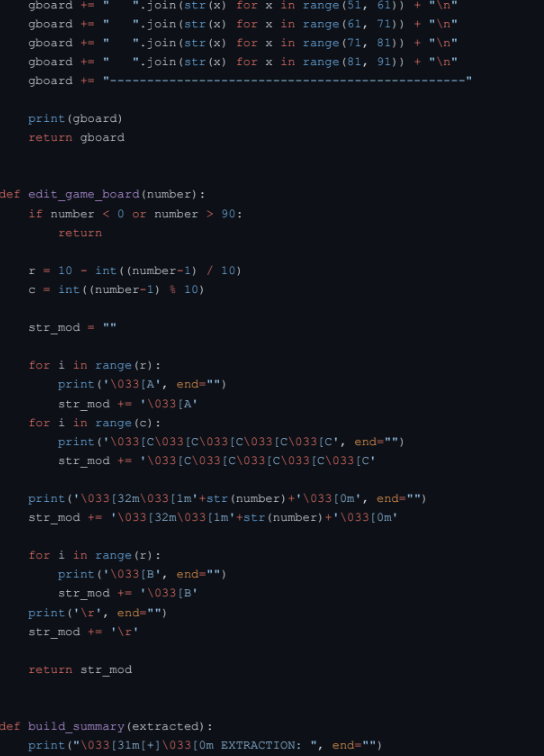 gboard += "   ".join(str(x) for x in range(51, 61)) + "\n"
gboard += "   ".join(str(x) for x in range(61, 71)) + "\n"
gboard += "   ".join(str(x) for x in range(71, 81)) + "\n"
gboard += "   ".join(str(x) for x in range(81, 91)) + "\n"
gboard += "------------------------------------------------"
print(gboard)
return gboard
def edit_game_board(number):
if number < 0 or number > 90:
return
r = 10 - int((number-1) / 10)
c = int((number-1) % 10)
str_mod = ""
for i in range(r):
print('\033[A', end="")
str_mod += '\033[A'
for i in range(c):
print('\033[C\033[C\033[C\033[C\033[C', end="")
str_mod += '\033[C\033[C\033[C\033[C\033[C'
print('\033[32m\033[1m'+str(number)+'\033[0m', end="")
str_mod += '\033[32m\033[1m'+str(number)+'\033[0m'
for i in range(r):
print('\033[B', end="")
str_mod += '\033[B'
print('\r', end="")
str_mod += '\r'
return str_mod
def build_summary(extracted):
print("\033[31m[+]\033[0m EXTRACTION: ", end="")